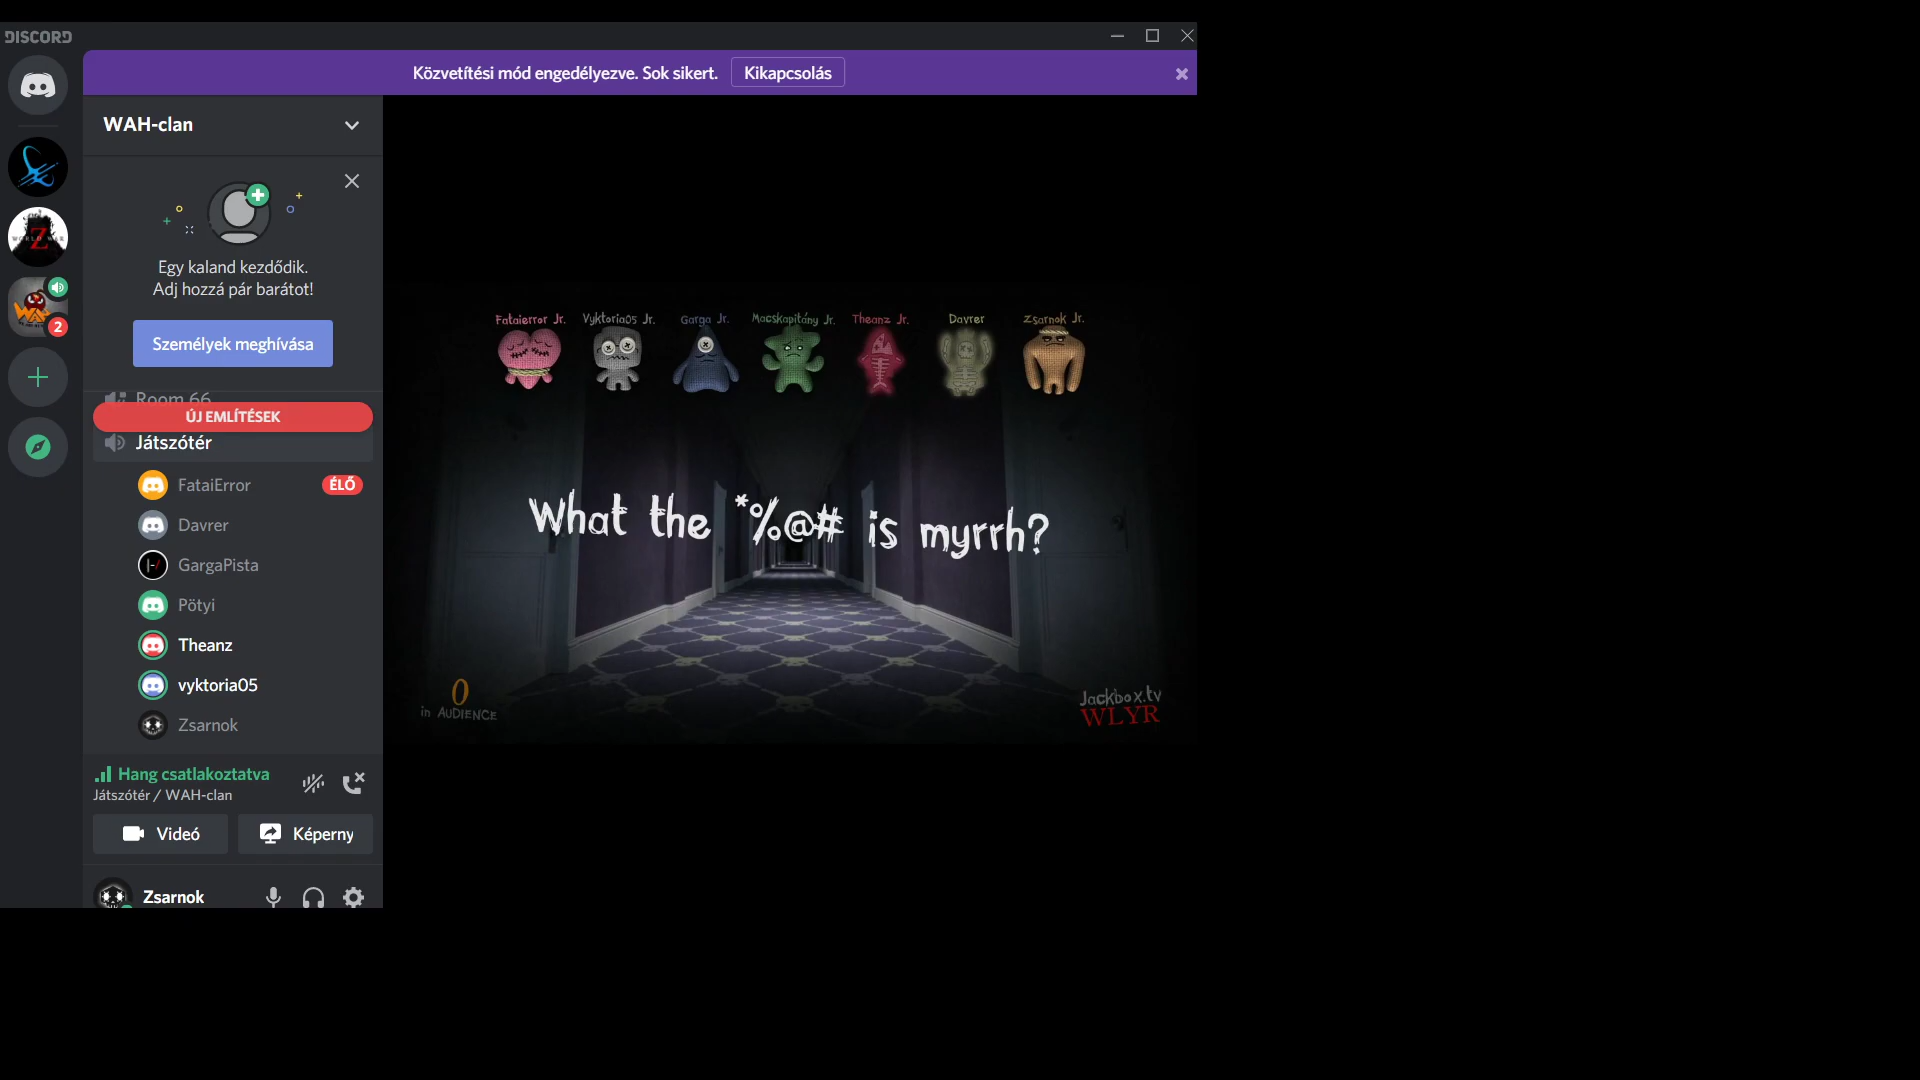 DISCORD
Közvetítési mód engedélyezve. Sok sikert.
Kikapcsolás
WAH-clan
Egy kaland kezdődik.
Adj hozzá pár barátot!
Személyek meghívása
2
Room 66
ÚJ EMLÍTÉSEK
Játszótér
FataiError
ÉLŐ
Davrer
GargaPista
Pötyi
Theanz
vyktoria05
Zsarnok
Hang csatlakoztatva
Játszótér / WAH-clan
Videó
Képerny
Zsarnok
Fataierror Jr.
Vyktoria05 Jr.
Garga Jr.
Macskapitány Jr.
Theanz Jr.
Davrer
Zsarnok Jr.
What the *%@# is myrrh?
0
in AUDIENCE
Jackbox.tv
WLYR